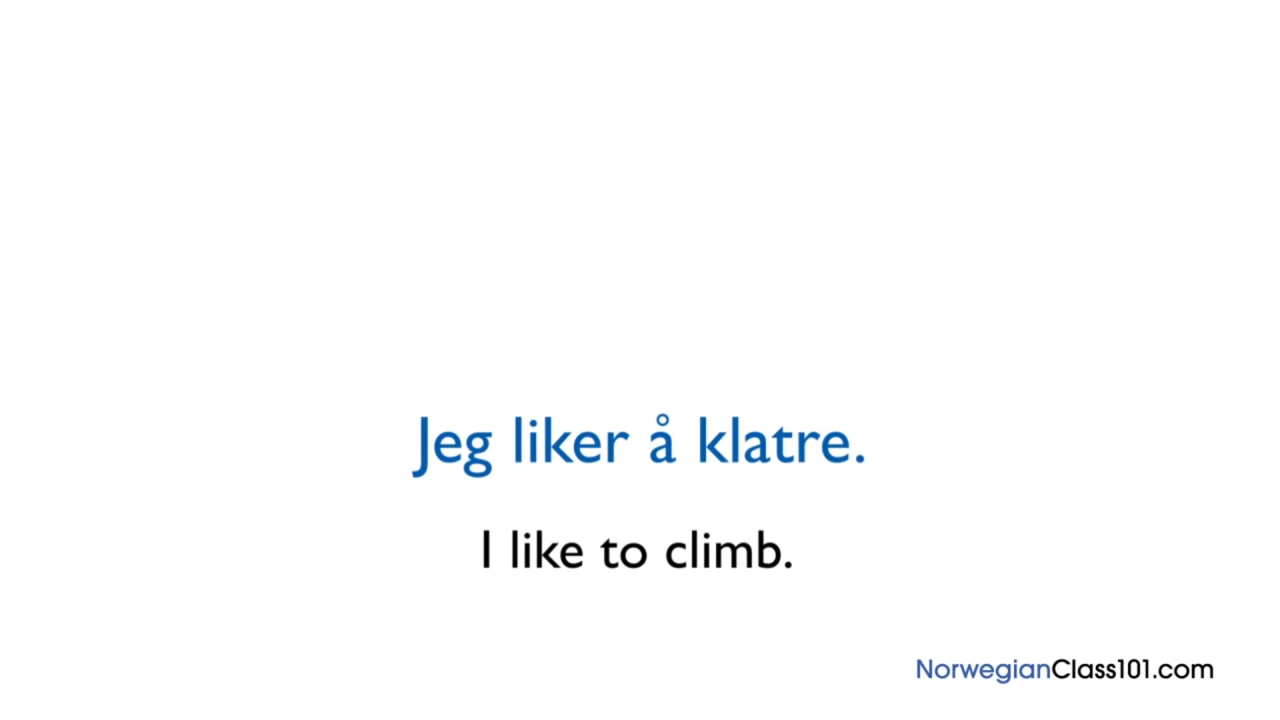 Jeg liker å klatre.
I like to climb.
NorwegianClass101.com